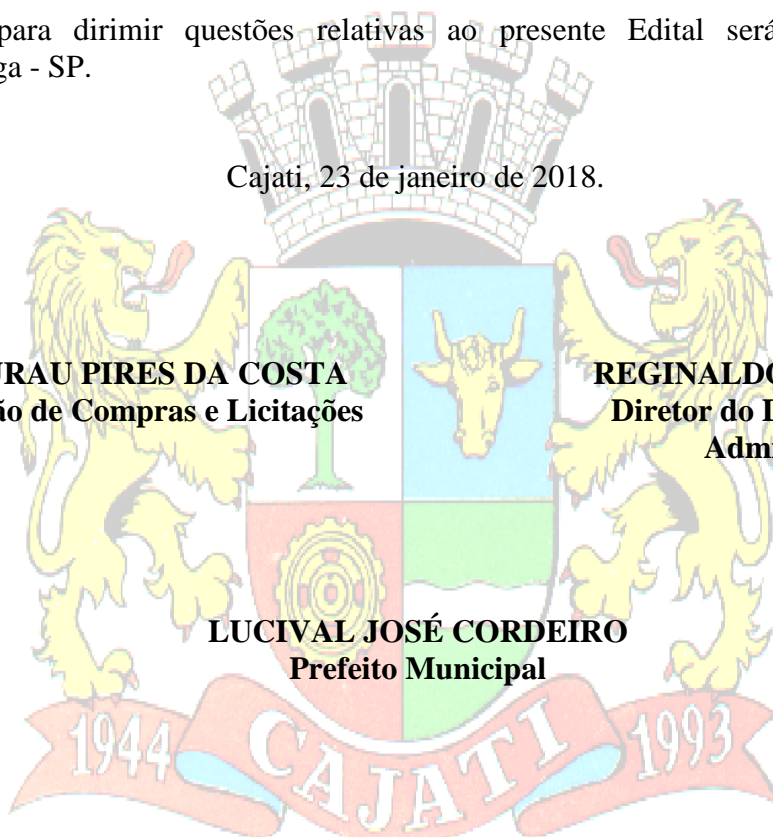 para dirimir questões relativas ao presente Edital será
ga - SP.
Cajati, 23 de janeiro de 2018.
URAU PIRES DA COSTA
ão de Compras e Licitações
REGINALDO
Diretor do
Admi
LUCIVAL JOSÉ CORDEIRO
Prefeito Municipal
1944 CAJATI 1993